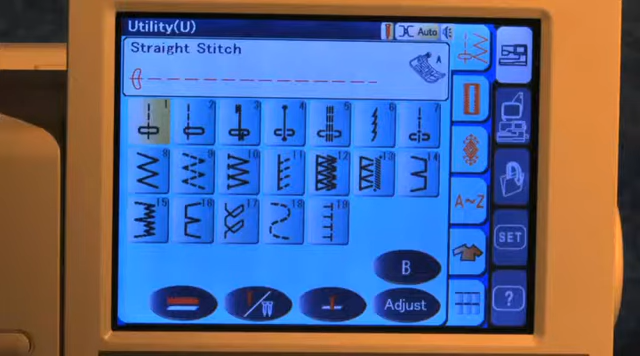 Utility(U)
Auto
Straight Stitch
A
1 2 3 4 5 6 7
8 9 10 11 12 13 14
15 16 17 18 19
A~Z
SET
B
Adjust
?